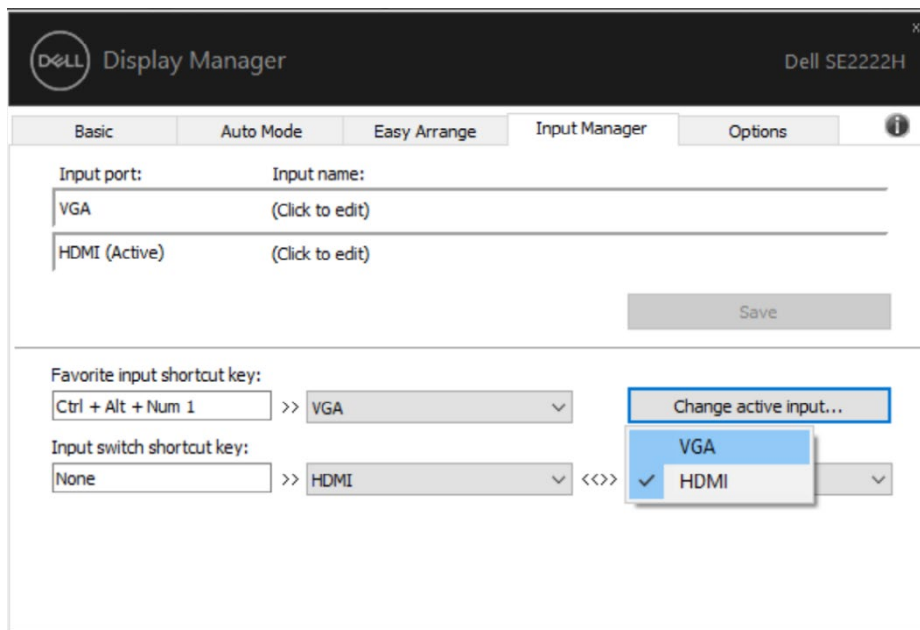 x
DELL Display Manager Dell SE2222H
Basic Auto Mode Easy Arrange Input Manager Options i
Input port: Input name:
VGA (Click to edit)
HDMI (Active) (Click to edit)
Save
Favorite input shortcut key:
Ctrl + Alt + Num 1 >> VGA Change active input...
Input switch shortcut key: VGA
None >> HDMI <<>> HDMI